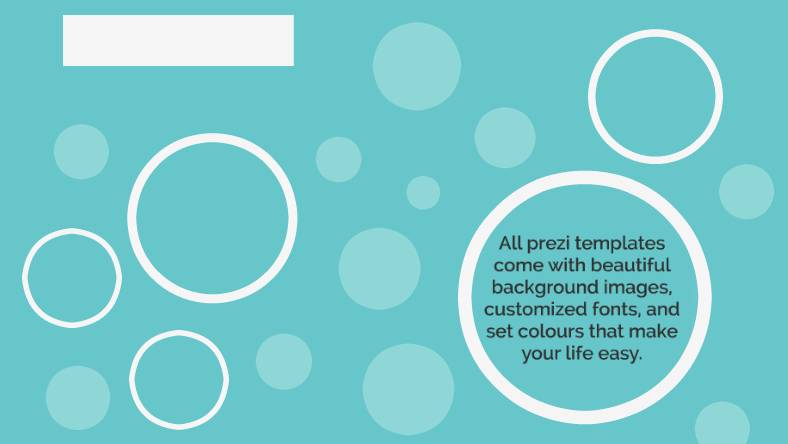 All prezi templates
come with beautiful
background images,
customized fonts, and
set colours that make
your life easy.